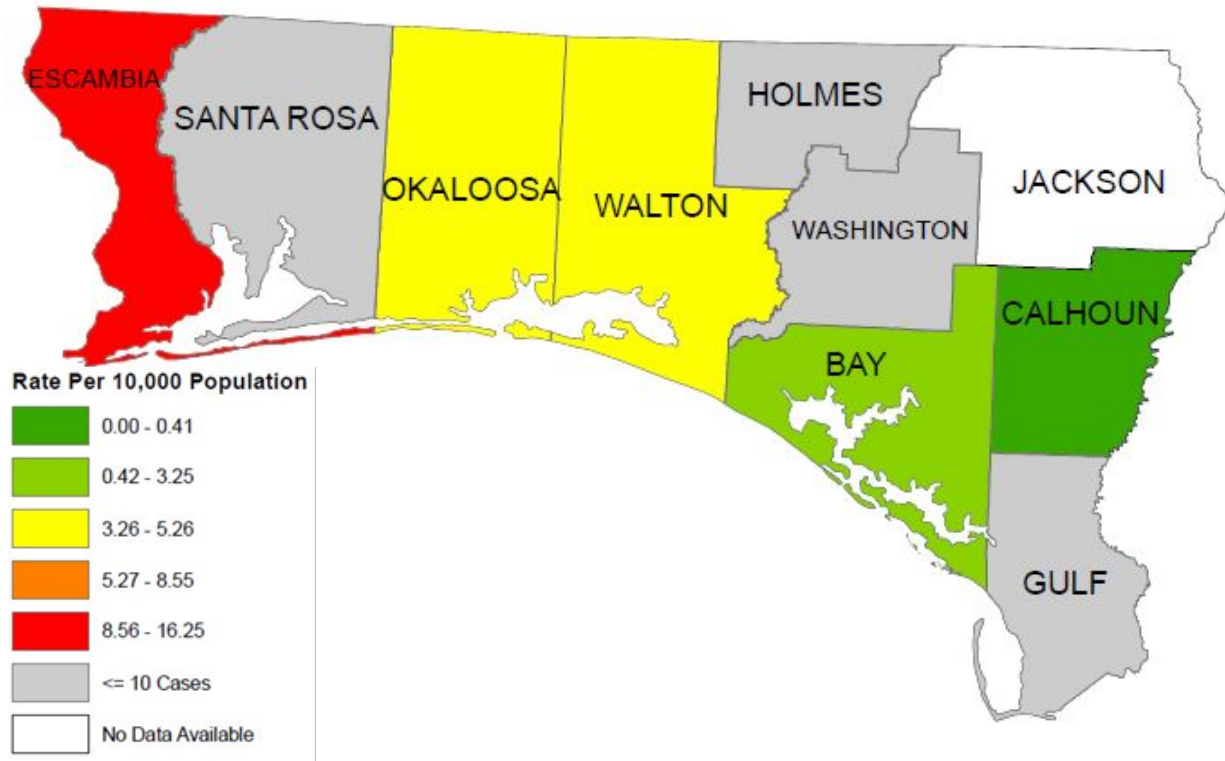 ESCAMBIA
SANTA ROSA
OKALOOSA
WALTON
HOLMES
WASHINGTON
JACKSON
CALHOUN
BAY
GULF
Rate Per 10,000 Population
0.00 - 0.41
0.42 - 3.25
3.26 - 5.26
5.27 - 8.55
8.56 - 16.25
<= 10 Cases
No Data Available